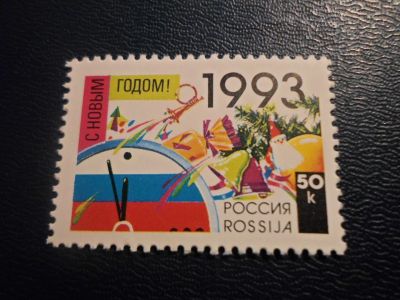 С НОВЫМ
ГОДОМ!
1993
50
К
РОССИЯ
ROSSIJA